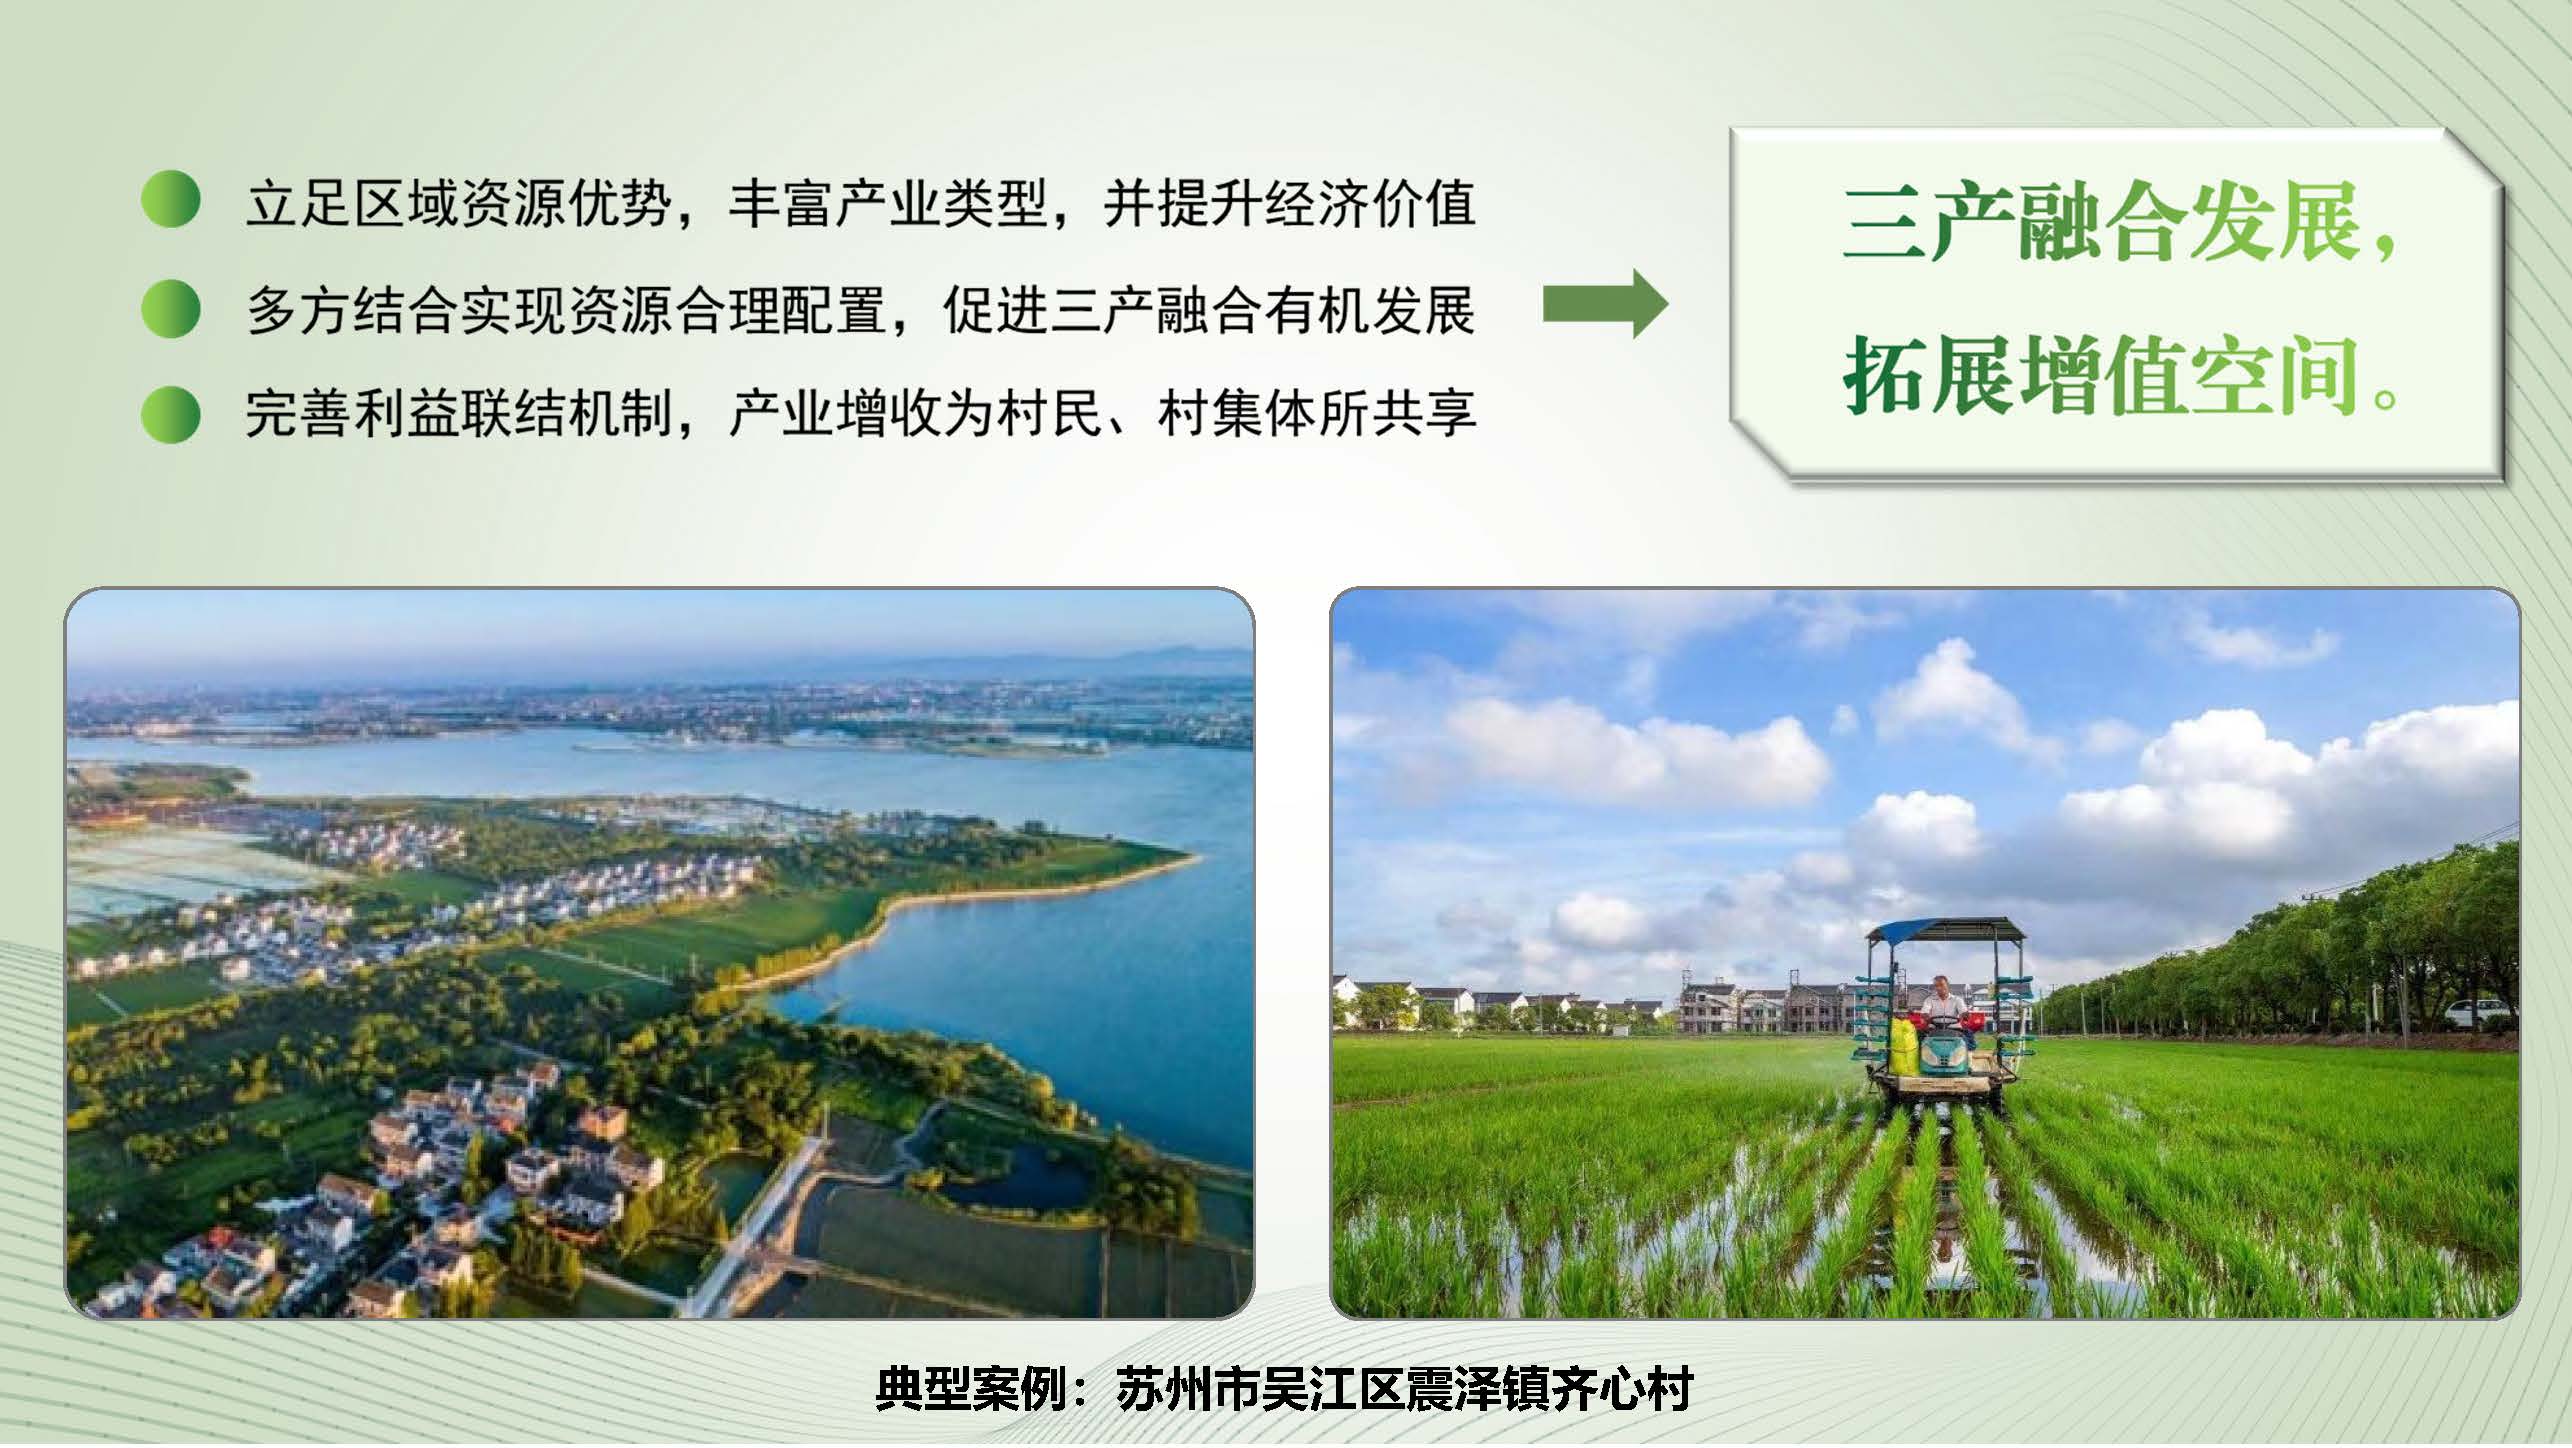 立足区域资源优势，丰富产业类型，并提升经济价值
多方结合实现资源合理配置，促进三产融合有机发展
完善利益联结机制，产业增收为村民、村集体所共享
三产融合发展，
拓展增值空间。
典型案例：苏州市吴江区震泽镇齐心村